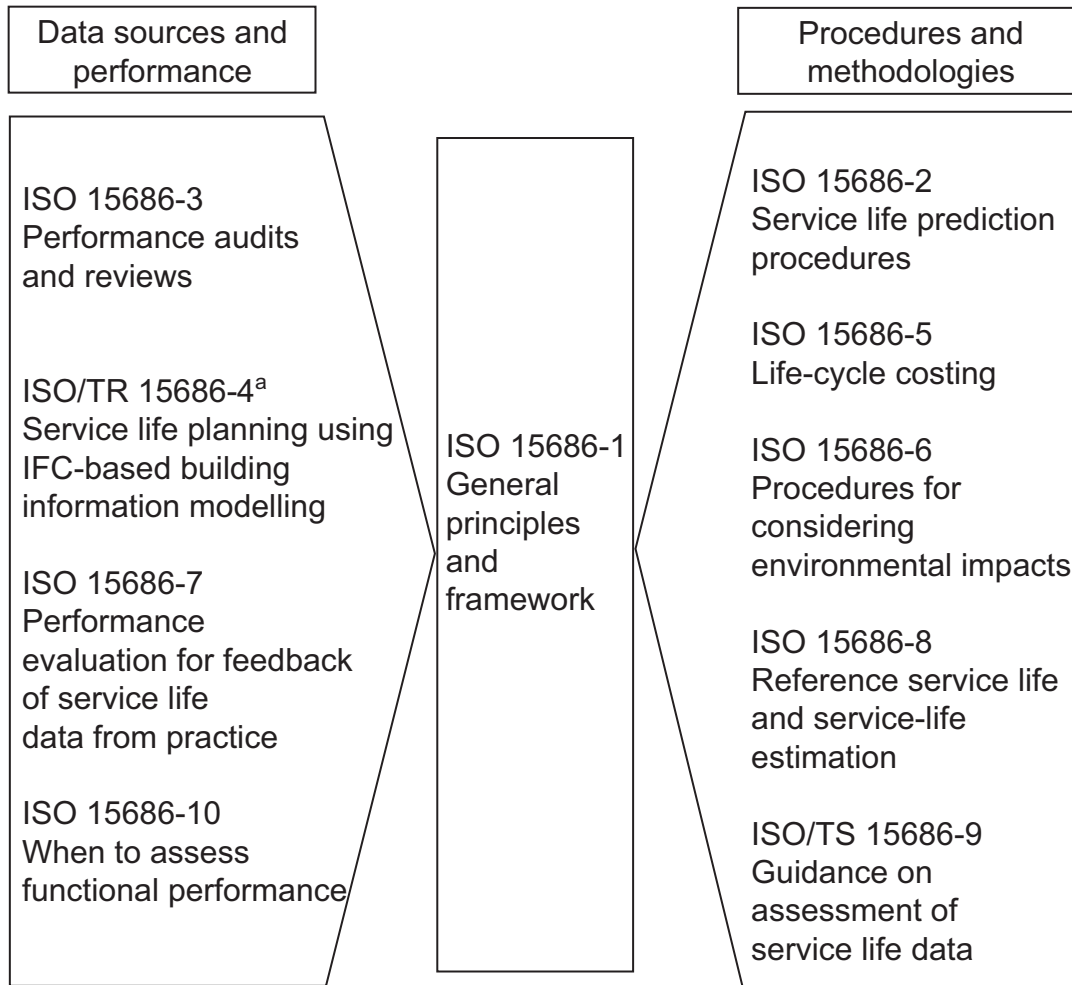 Data sources and
performance
ISO 15686-3
Performance audits
and reviews
ISO/TR 15686-4ᵃ
Service life planning using
IFC-based building
information modelling
ISO 15686-7
Performance
evaluation for feedback
of service life
data from practice
ISO 15686-10
When to assess
functional performance
ISO 15686-1
General
principles
and
framework
Procedures and
methodologies
ISO 15686-2
Service life prediction
procedures
ISO 15686-5
Life-cycle costing
ISO 15686-6
Procedures for
considering
environmental impacts
ISO 15686-8
Reference service life
and service-life
estimation
ISO/TS 15686-9
Guidance on
assessment of
service life data